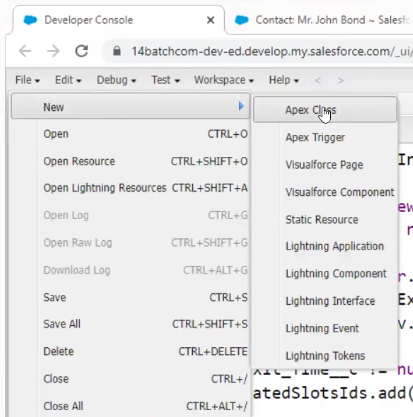 Developer Console
Contact: Mr. John Bond ~ Salesf
14batchcom-dev-ed.develop.my.salesforce.com/_ui/
File Edit Debug Test Workspace Help < >
New
Open CTRL+O
Open Resource CTRL+SHIFT+O
Open Lightning Resources CTRL+SHIFT+A
Open Log CTRL+G
Open Raw Log CTRL+SHIFT+G
Download Log CTRL+ALT+G
Save CTRL+S
Save All CTRL+SHIFT+S
Delete CTRL+DELETE
Close CTRL+/
Close All CTRL+ALT+/
Apex Class
Apex Trigger
Visualforce Page
Visualforce Component
Static Resource
Lightning Application
Lightning Component
Lightning Interface
Lightning Event
Lightning Tokens
In
ew
r.
Ex
v.
xit_Time__c != nu
atedSlotsIds.add(